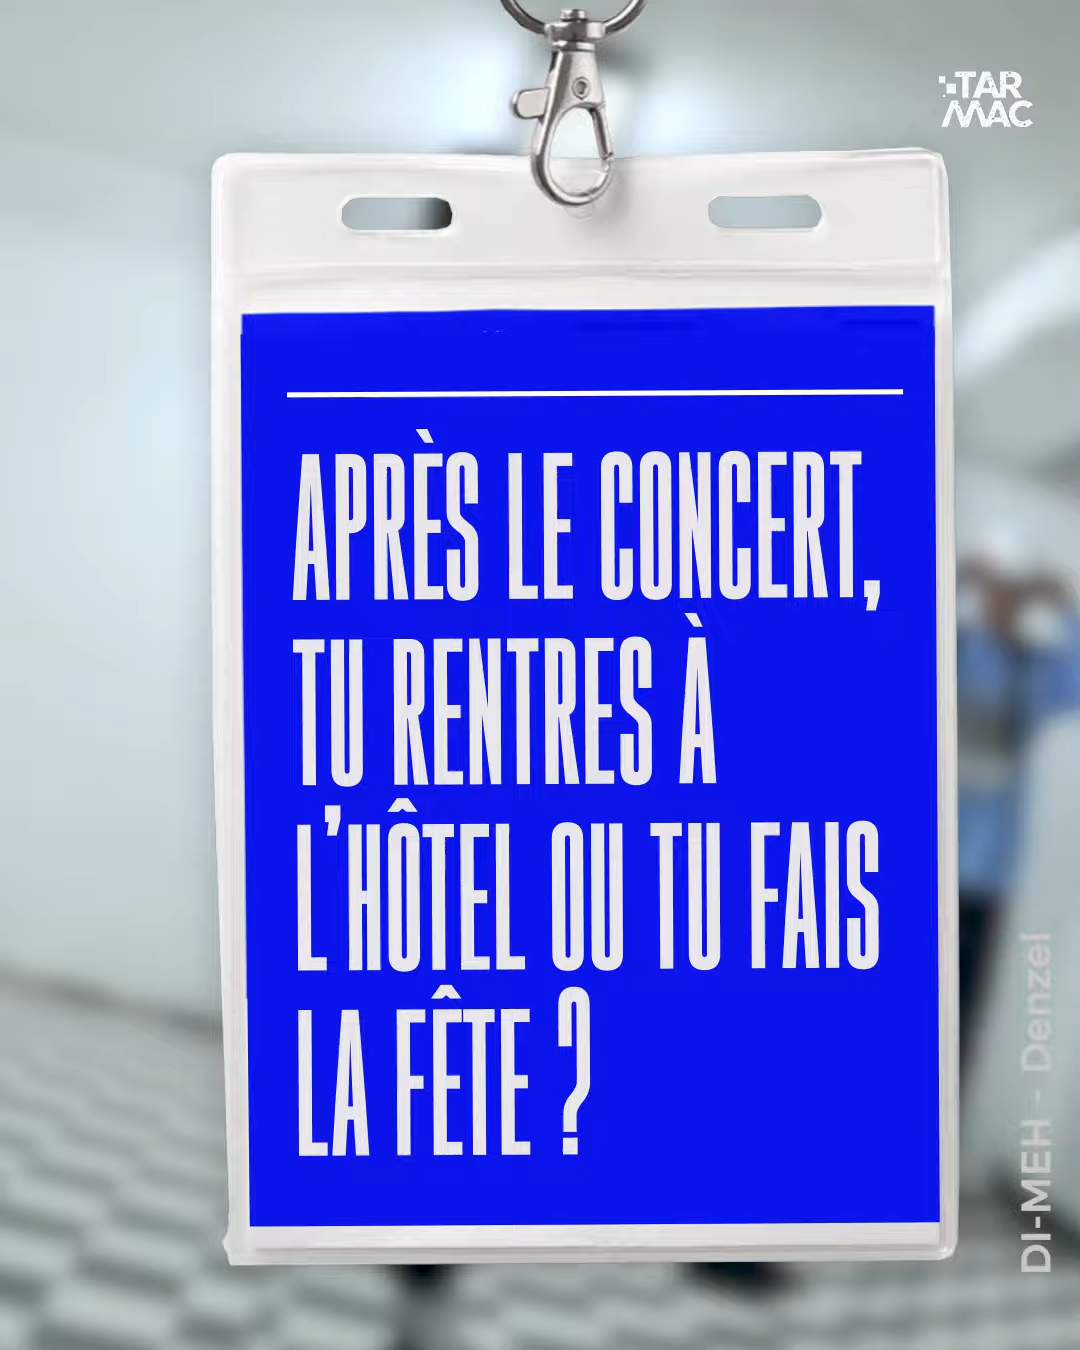 TAR
MAC
APRÈS LE CONCERT,
TU RENTRES À
L'HÔTEL OU TU FAIS
LA FÊTE ?
DI-MEH - Denzel